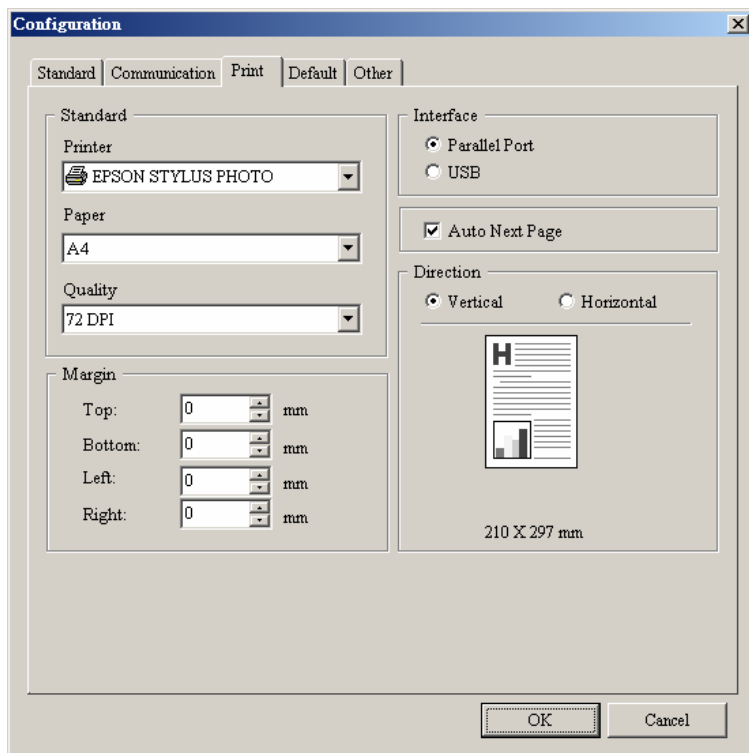 Configuration
Standard Communication Print Default Other
Standard
Printer
EPSON STYLUS PHOTO
Paper
A4
Quality
72 DPI
Margin
Top: 0 mm
Bottom: 0 mm
Left: 0 mm
Right: 0 mm
Interface
Parallel Port
USB
Auto Next Page
Direction
Vertical Horizontal
H
210 X 297 mm
OK Cancel